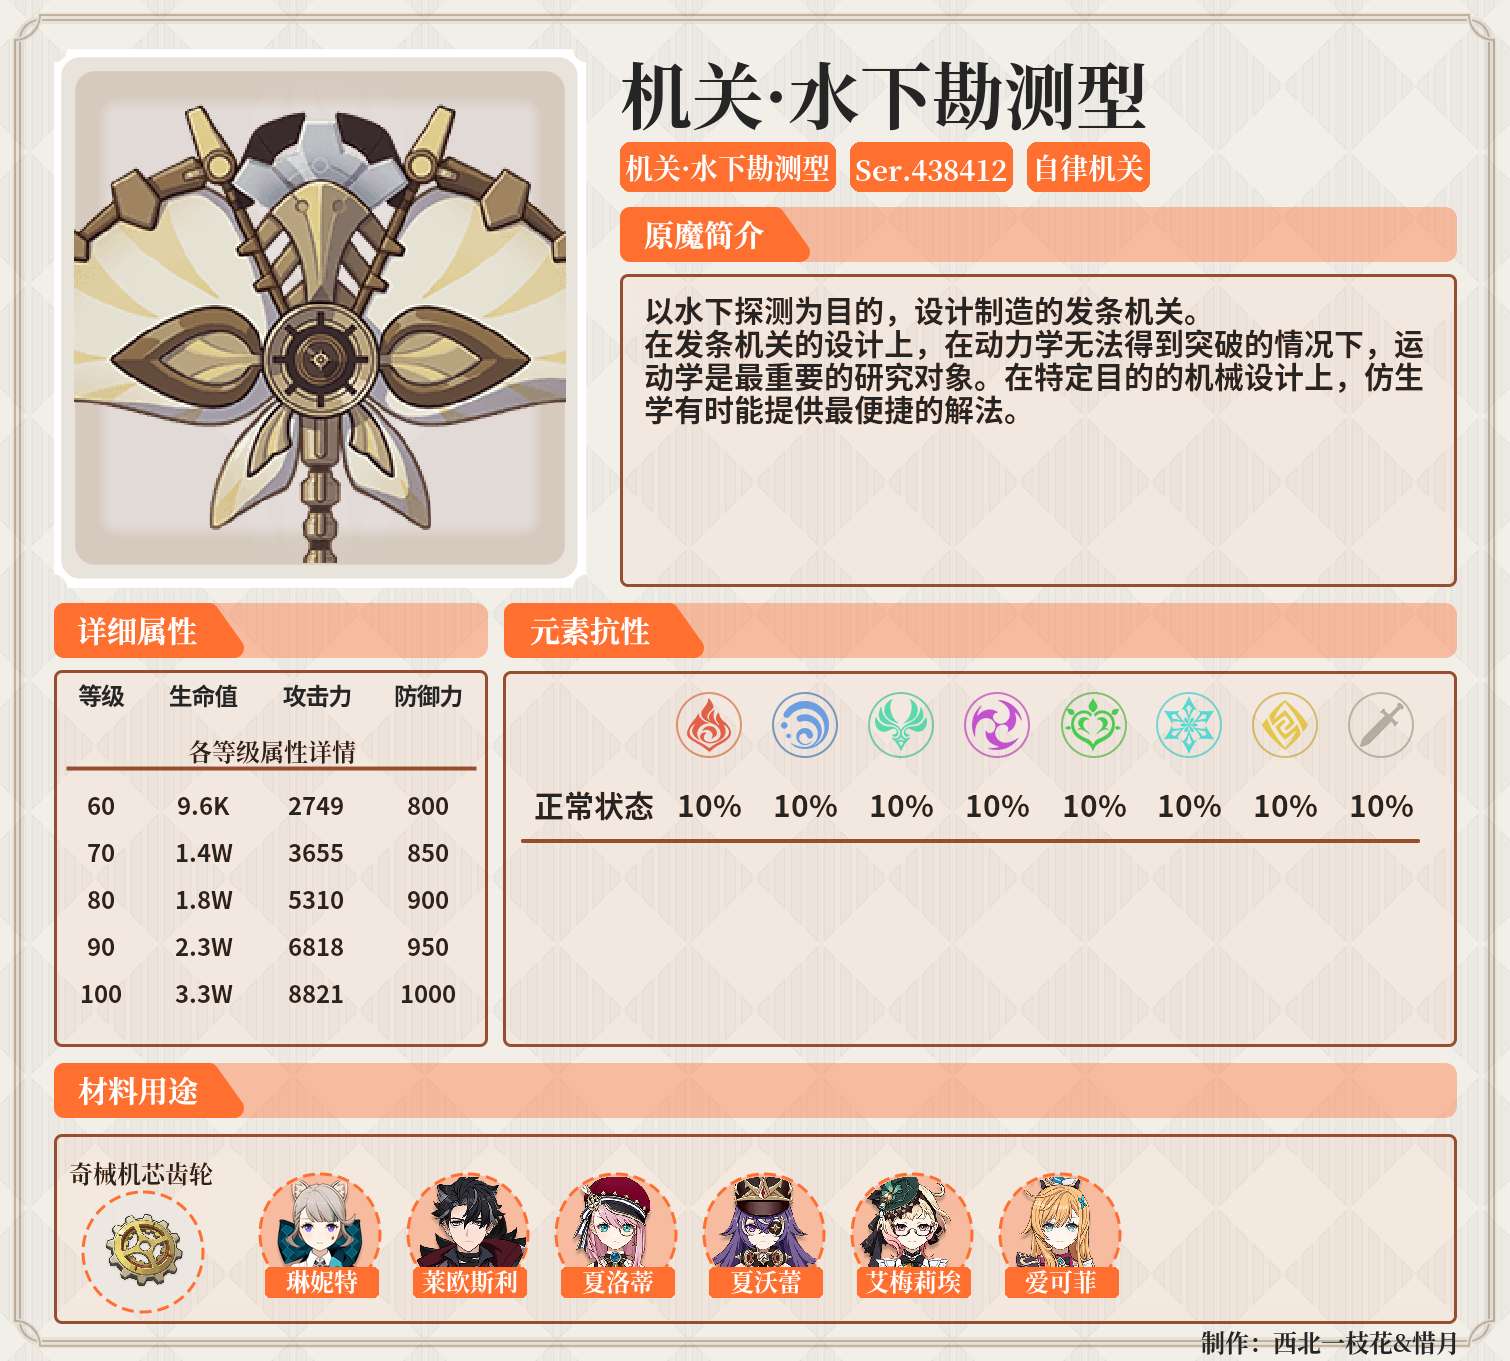 机关·水下勘测型
机关·水下勘测型 Ser.438412 自律机关
原魔简介
以水下探测为目的，设计制造的发条机关。
在发条机关的设计上，在动力学无法得到突破的情况下，运
动学是最重要的研究对象。在特定目的的机械设计上，仿生
学有时能提供最便捷的解法。
详细属性
等级 生命值 攻击力 防御力
各等级属性详情
60 9.6K 2749 800
70 1.4W 3655 850
80 1.8W 5310 900
90 2.3W 6818 950
100 3.3W 8821 1000
元素抗性
正常状态 10% 10% 10% 10% 10% 10% 10% 10%
材料用途
奇械机芯齿轮
琳妮特 莱欧斯利 夏洛蒂 夏沃蕾 艾梅莉埃 爱可菲
制作：西北一枝花&惜月